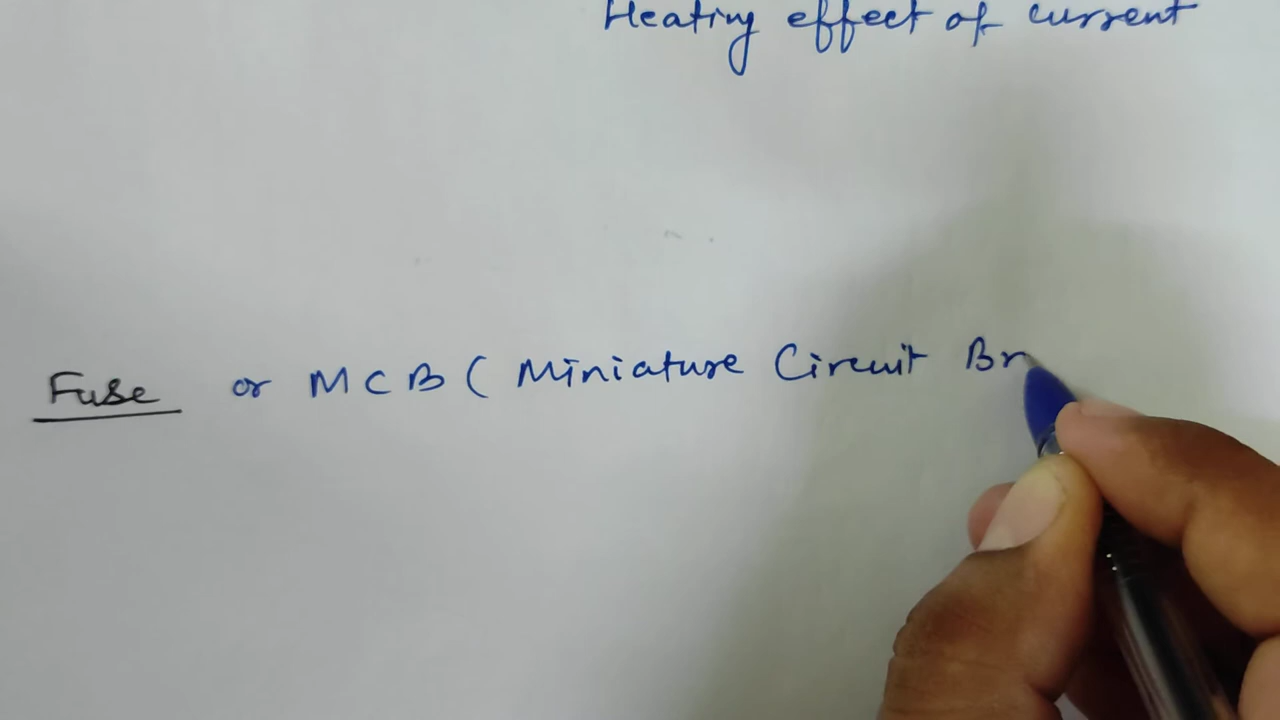 Heating effect of current
Fuse or MCB ( Miniature Circuit Br